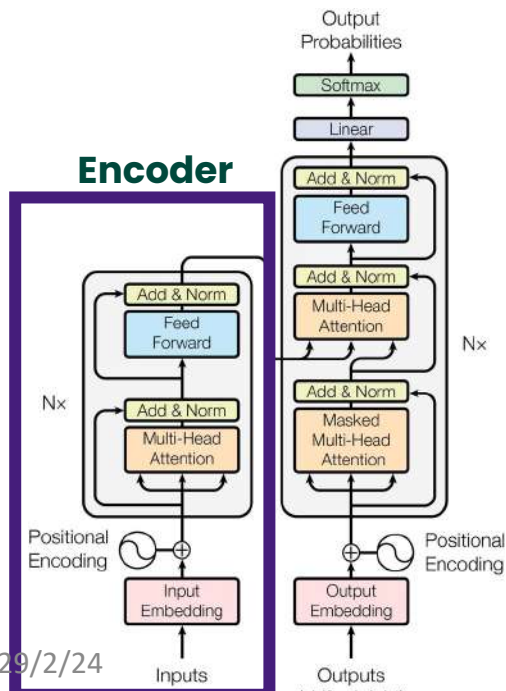 Output
Probabilities
Softmax
Linear
Encoder
Add & Norm
Feed
Forward
Add & Norm
Multi-Head
Attention
Nx
Positional
Encoding
Input
Embedding
Inputs
Add & Norm
Feed
Forward
Add & Norm
Multi-Head
Attention
Nx
Add & Norm
Masked
Multi-Head
Attention
Positional
Encoding
Output
Embedding
Outputs
29/2/24